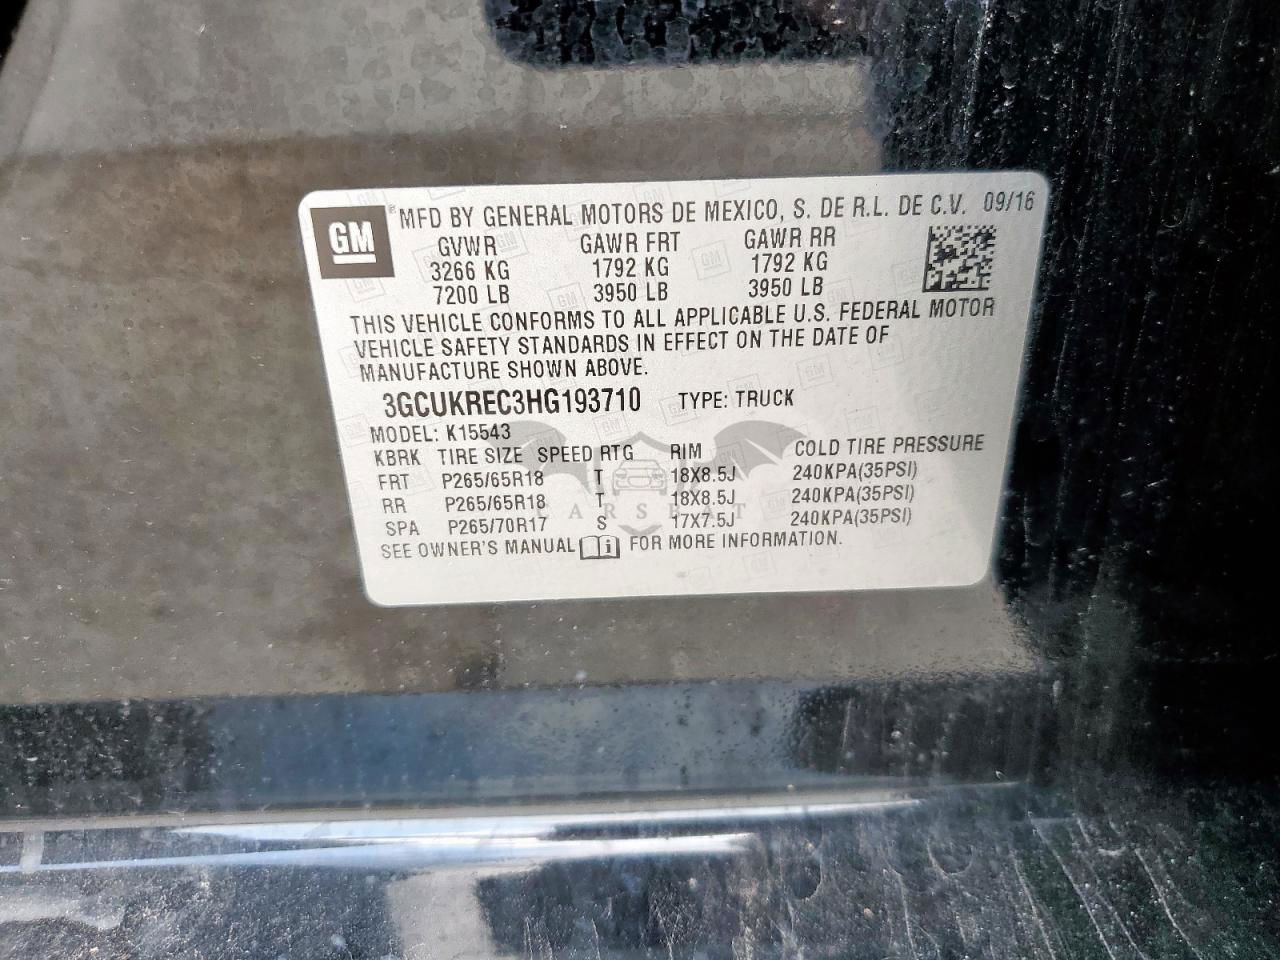 GM ® MFD BY GENERAL MOTORS DE MEXICO, S. DE R.L. DE C.V. 09/16
GVWR GAWR FRT GAWR RR
3266 KG 1792 KG 1792 KG
7200 LB 3950 LB 3950 LB
THIS VEHICLE CONFORMS TO ALL APPLICABLE U.S. FEDERAL MOTOR
VEHICLE SAFETY STANDARDS IN EFFECT ON THE DATE OF
MANUFACTURE SHOWN ABOVE.
3GCUKREC3HG193710 TYPE: TRUCK
MODEL: K15543
KBRK TIRE SIZE SPEED RTG RIM COLD TIRE PRESSURE
FRT P265/65R18 T 18X8.5J 240KPA(35PSI)
RR P265/65R18 T 18X8.5J 240KPA(35PSI)
CARSEAT
SPA P265/70R17 S 17X7.5J 240KPA(35PSI)
SEE OWNER'S MANUAL i FOR MORE INFORMATION.